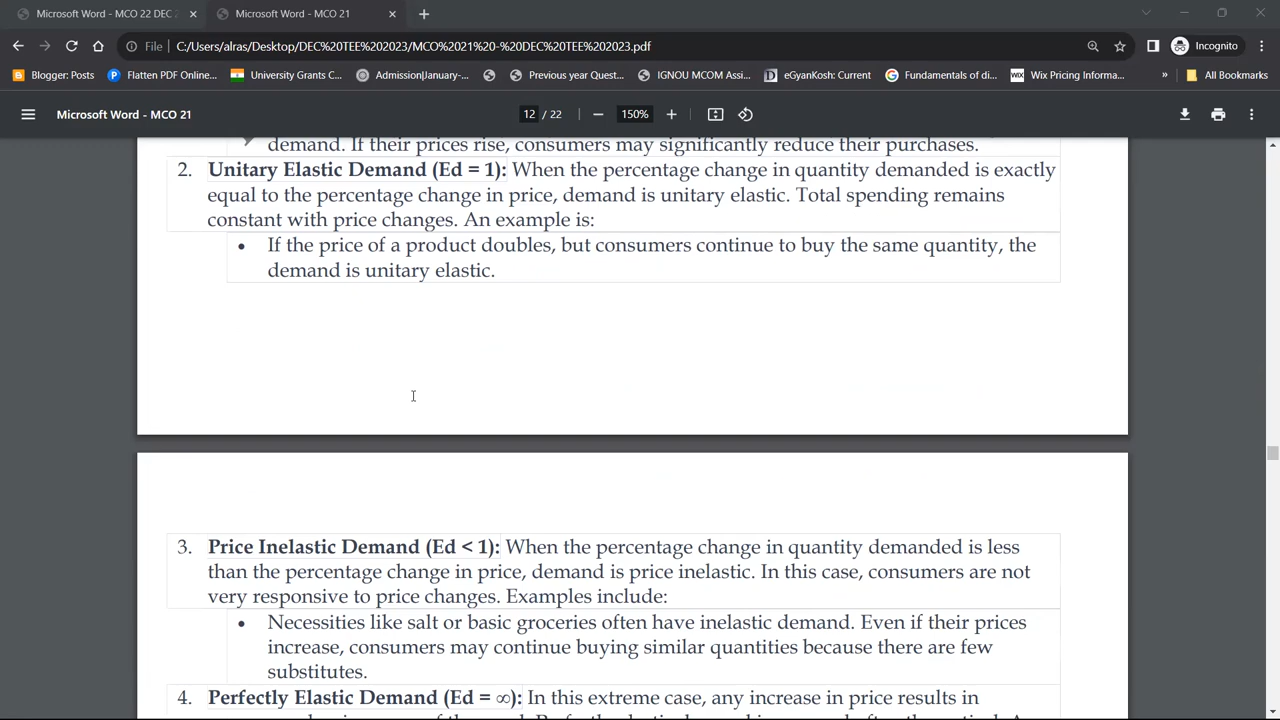 Microsoft Word - MCO 22 DEC
Microsoft Word - MCO 21
File
C:/Users/alras/Desktop/DEC%20TEE%202023/MCO%2021%20-%20DEC%20TEE%202023.pdf
Incognito
Blogger: Posts
Flatten PDF Online...
University Grants C...
Admission|January-...
Previous year Quest...
IGNOU MCOM Assi...
eGyanKosh: Current
Fundamentals of di...
WIX
Wix Pricing Informa...
»
All Bookmarks
Microsoft Word - MCO 21
12 / 22
150%
demand. If their prices rise, consumers may significantly reduce their purchases.
2. Unitary Elastic Demand (Ed = 1): When the percentage change in quantity demanded is exactly
equal to the percentage change in price, demand is unitary elastic. Total spending remains
constant with price changes. An example is:
• If the price of a product doubles, but consumers continue to buy the same quantity, the
demand is unitary elastic.
3. Price Inelastic Demand (Ed < 1): When the percentage change in quantity demanded is less
than the percentage change in price, demand is price inelastic. In this case, consumers are not
very responsive to price changes. Examples include:
• Necessities like salt or basic groceries often have inelastic demand. Even if their prices
increase, consumers may continue buying similar quantities because there are few
substitutes.
4. Perfectly Elastic Demand (Ed = ∞): In this extreme case, any increase in price results in